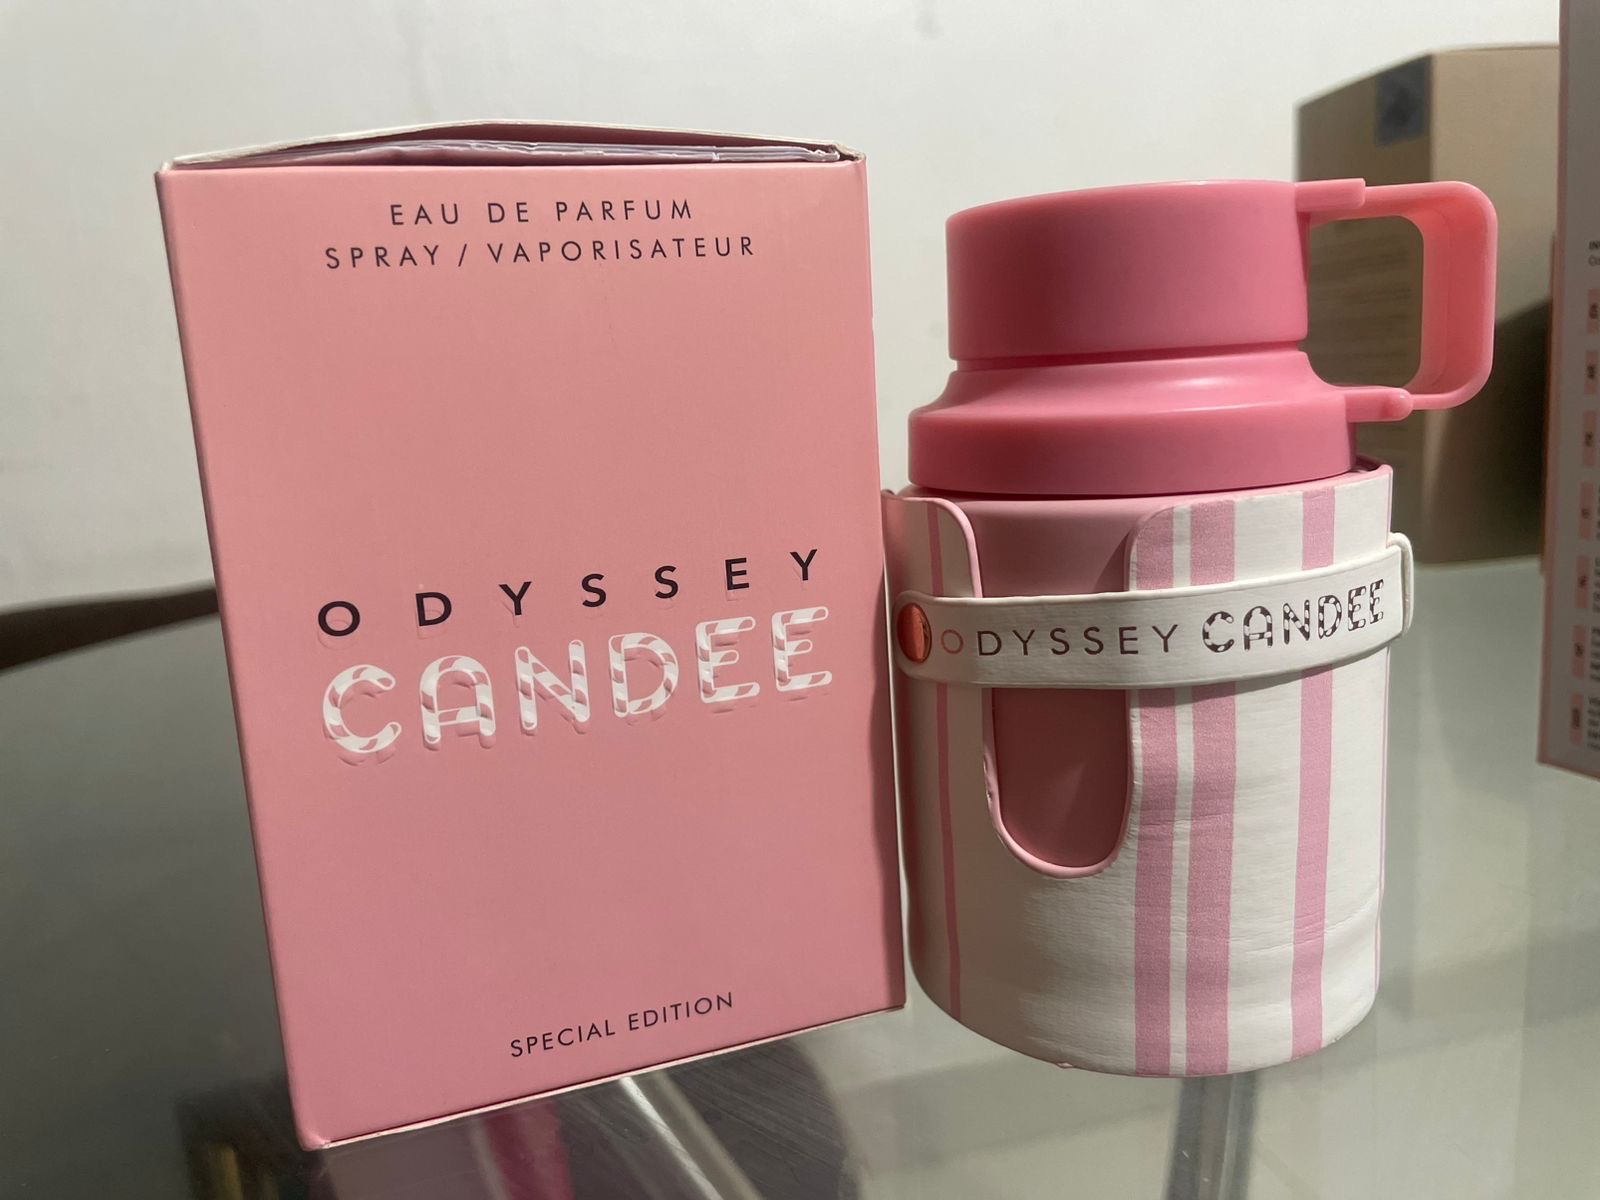 EAU DE PARFUM
SPRAY / VAPORISATEUR
ODYSSEY
CANDEE
SPECIAL EDITION
ODYSSEY CANDEE